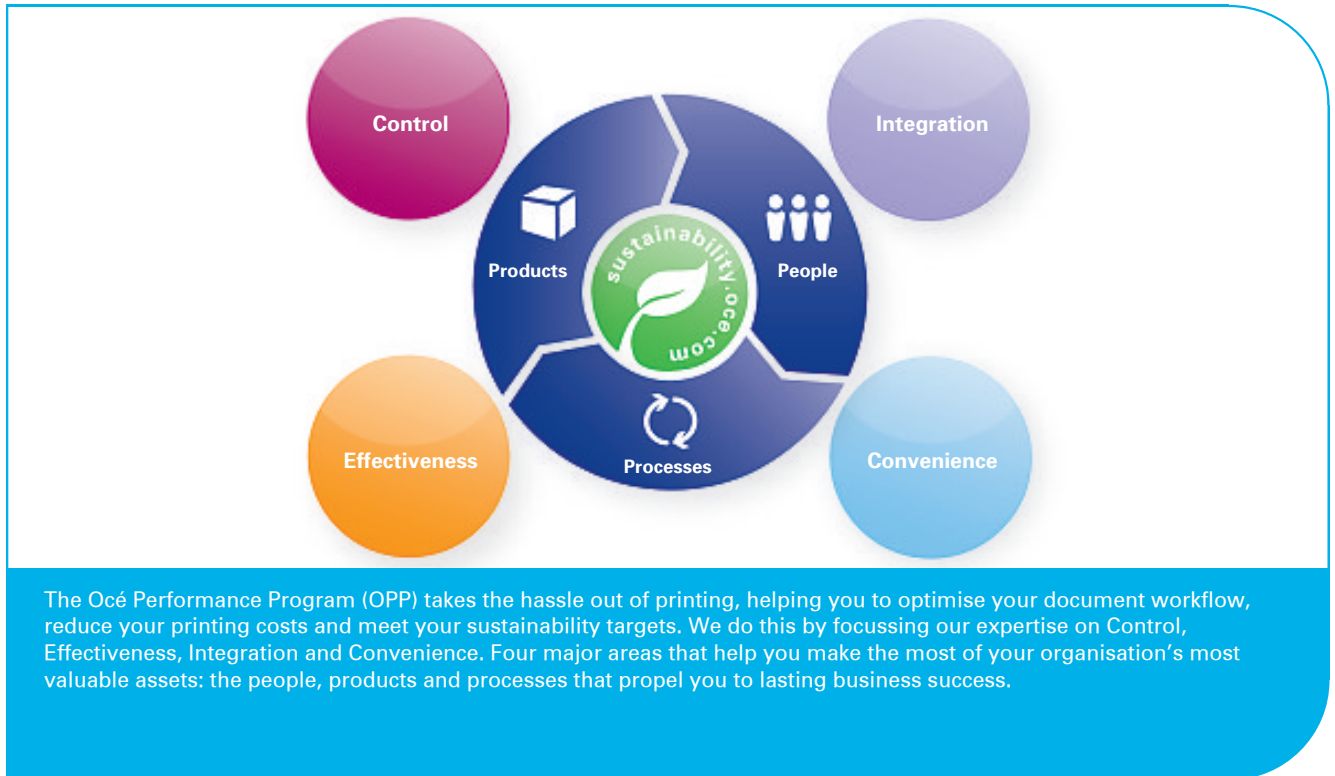 Control
Integration
Products
sustainability.oce.com
People
Effectiveness
Processes
Convenience
The Océ Performance Program (OPP) takes the hassle out of printing, helping you to optimise your document workflow,
reduce your printing costs and meet your sustainability targets. We do this by focussing our expertise on Control,
Effectiveness, Integration and Convenience. Four major areas that help you make the most of your organisation’s most
valuable assets: the people, products and processes that propel you to lasting business success.